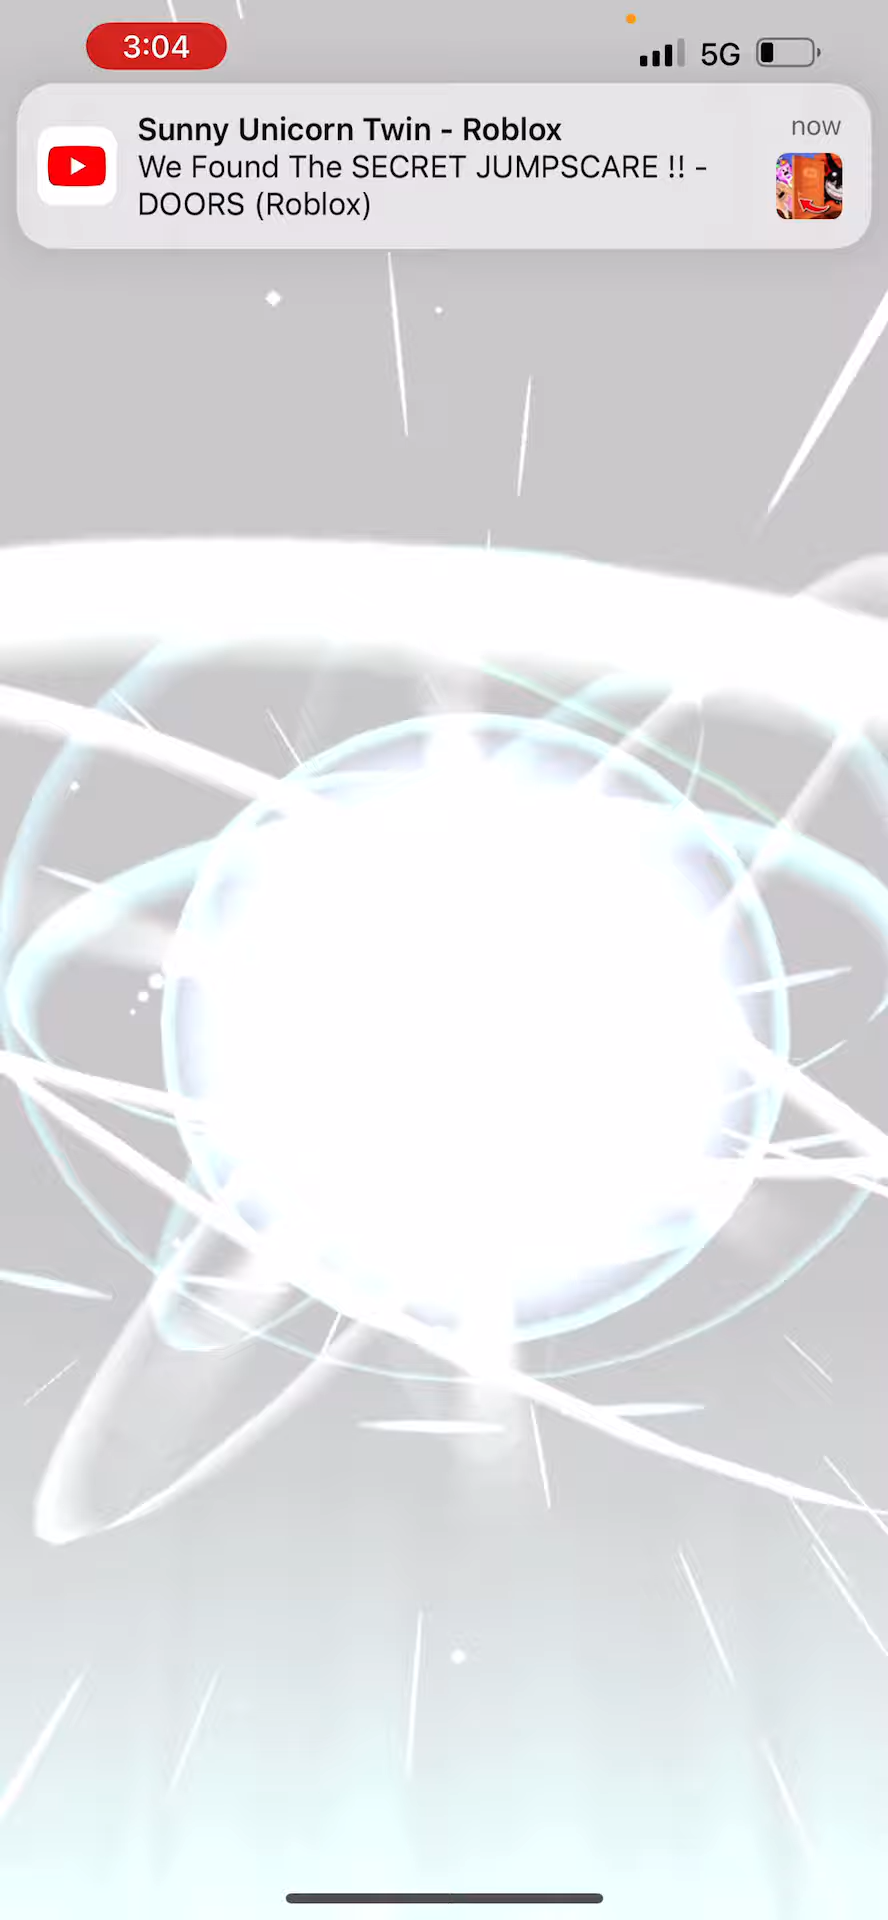 3:04
5G
Sunny Unicorn Twin - Roblox
now
We Found The SECRET JUMPSCARE !! -
DOORS (Roblox)